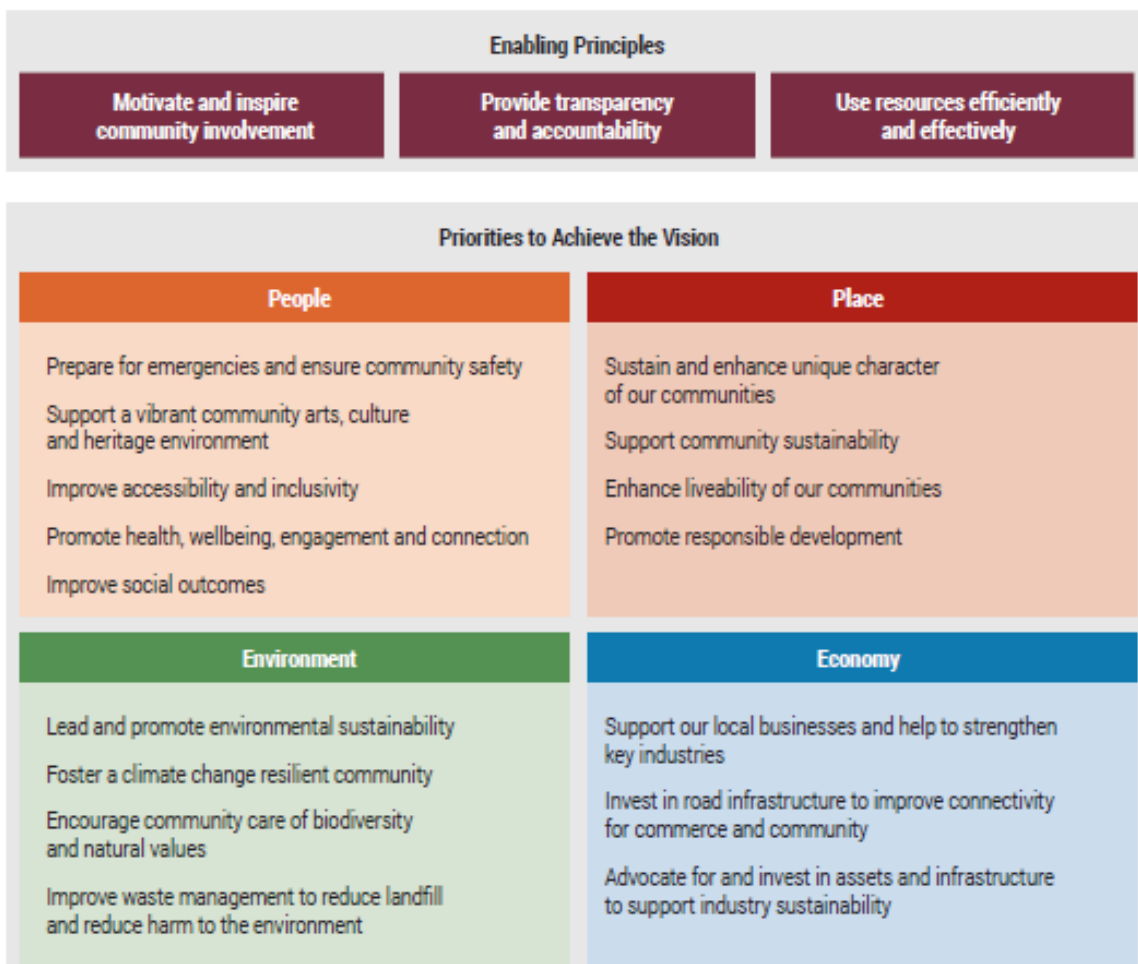 Enabling Principles
Motivate and inspire
community involvement
Provide transparency
and accountability
Use resources efficiently
and effectively
Priorities to Achieve the Vision
People
Prepare for emergencies and ensure community safety
Support a vibrant community arts, culture
and heritage environment
Improve accessibility and inclusivity
Promote health, wellbeing, engagement and connection
Improve social outcomes
Place
Sustain and enhance unique character
of our communities
Support community sustainability
Enhance liveability of our communities
Promote responsible development
Environment
Lead and promote environmental sustainability
Foster a climate change resilient community
Encourage community care of biodiversity
and natural values
Improve waste management to reduce landfill
and reduce harm to the environment
Economy
Support our local businesses and help to strengthen
key industries
Invest in road infrastructure to improve connectivity
for commerce and community
Advocate for and invest in assets and infrastructure
to support industry sustainability